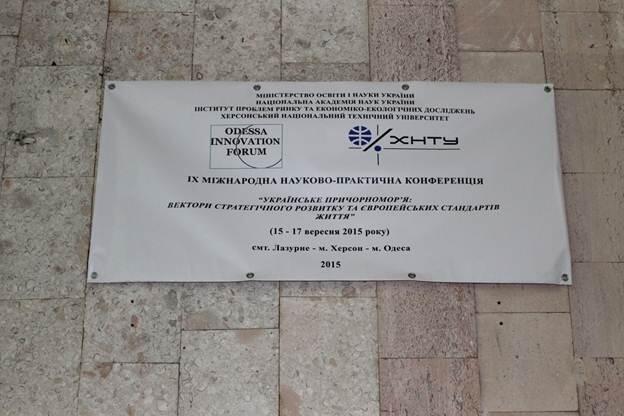 МІНІСТЕРСТВО ОСВІТИ І НАУКИ УКРАЇНИ
НАЦІОНАЛЬНА АКАДЕМІЯ НАУК УКРАЇНИ
ІНСТИТУТ ПРОБЛЕМ РИНКУ ТА ЕКОНОМІКО-ЕКОЛОГІЧНИХ ДОСЛІДЖЕНЬ
ХЕРСОНСЬКИЙ НАЦІОНАЛЬНИЙ ТЕХНІЧНИЙ УНІВЕРСИТЕТ
ODESSA
INNOVATION
FORUM
ХНТУ
IX МІЖНАРОДНА НАУКОВО-ПРАКТИЧНА КОНФЕРЕНЦІЯ
"УКРАЇНСЬКЕ ПРИЧОРНОМОР'Я:
ВЕКТОРИ СТРАТЕГІЧНОГО РОЗВИТКУ ТА ЄВРОПЕЙСЬКИХ СТАНДАРТІВ
ЖИТТЯ"
(15 - 17 вересня 2015 року)
смт. Лазурне - м. Херсон - м. Одеса
2015